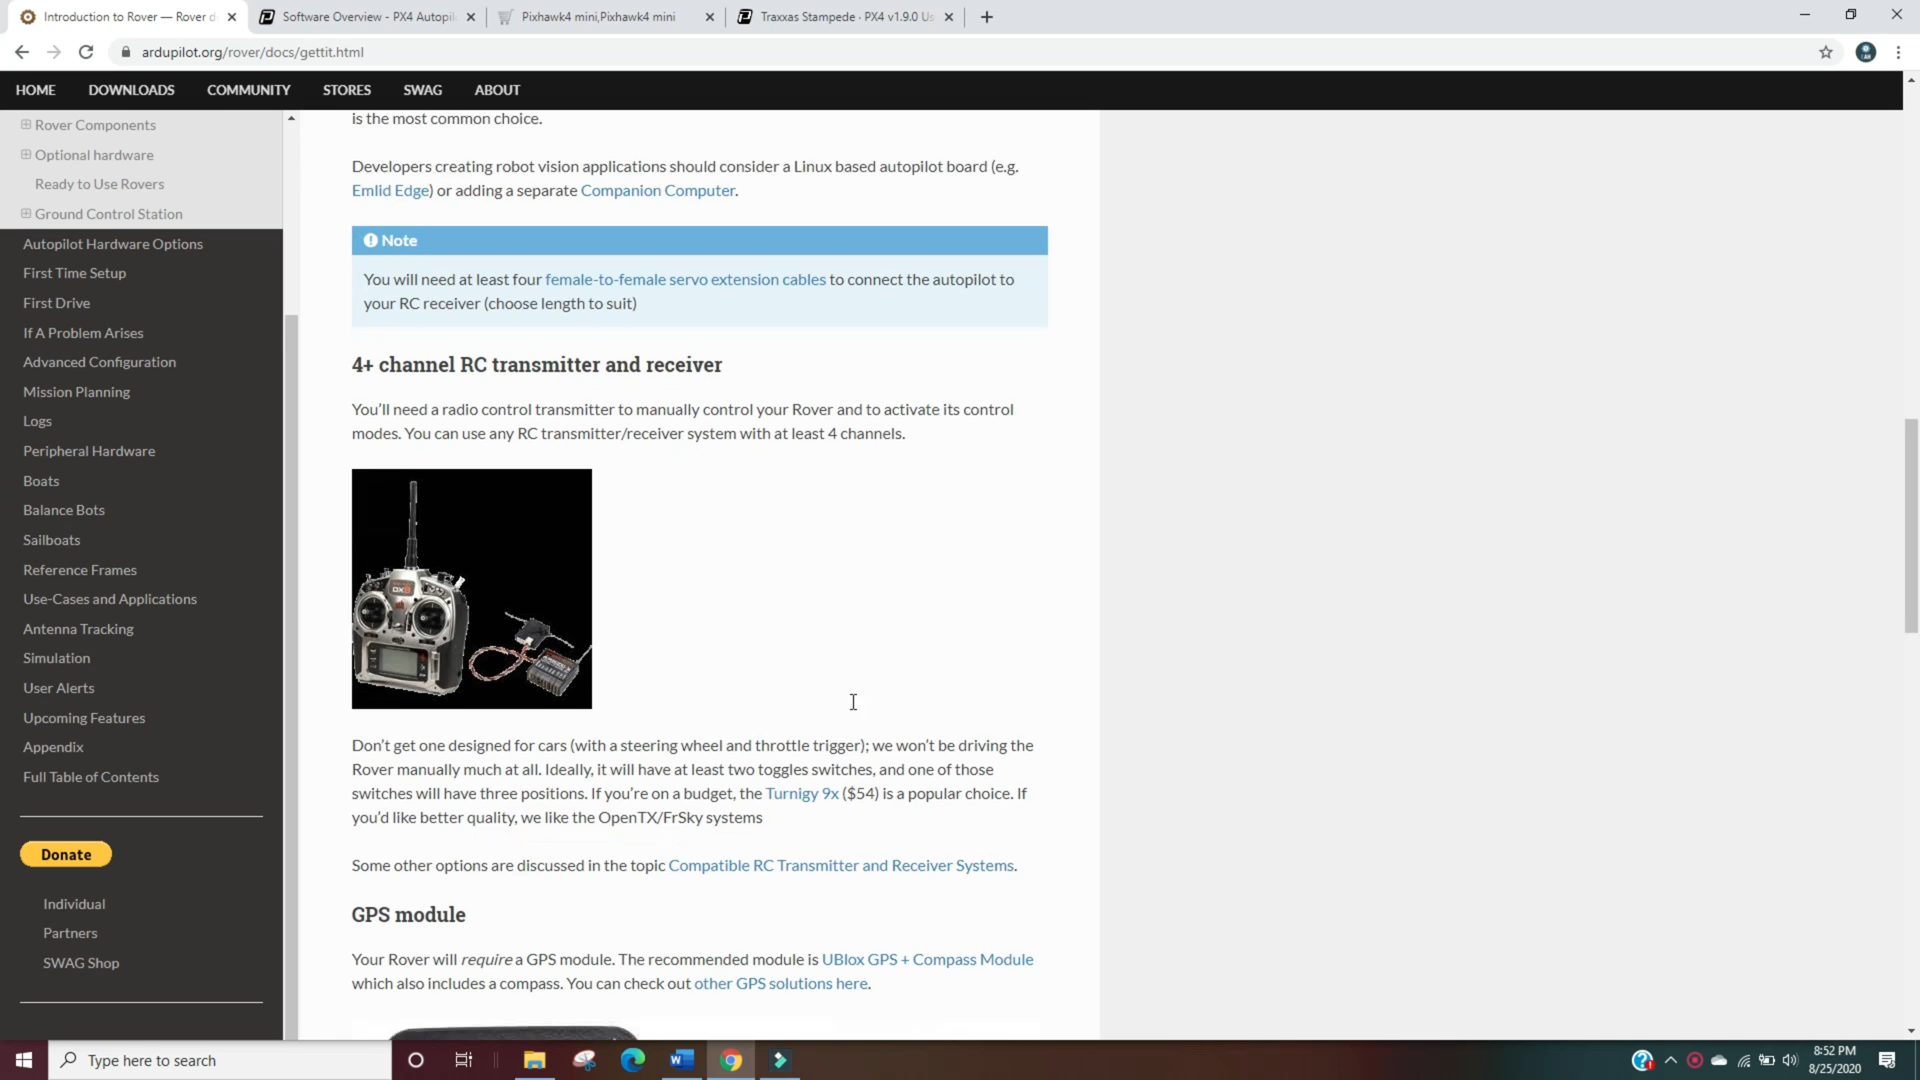 Introduction to Rover — Rover d
Software Overview - PX4 Autopil
Pixhawk4 mini,Pixhawk4 mini
Traxxas Stampede · PX4 v1.9.0 Us
ardupilot.org/rover/docs/gettit.html
HOME DOWNLOADS COMMUNITY STORES SWAG ABOUT
Rover Components
Optional hardware
Ready to Use Rovers
Ground Control Station
Autopilot Hardware Options
First Time Setup
First Drive
If A Problem Arises
Advanced Configuration
Mission Planning
Logs
Peripheral Hardware
Boats
Balance Bots
Sailboats
Reference Frames
Use-Cases and Applications
Antenna Tracking
Simulation
User Alerts
Upcoming Features
Appendix
Full Table of Contents
Donate
Individual
Partners
SWAG Shop
is the most common choice.
Developers creating robot vision applications should consider a Linux based autopilot board (e.g.
Emlid Edge) or adding a separate Companion Computer.
Note
You will need at least four female-to-female servo extension cables to connect the autopilot to
your RC receiver (choose length to suit)
4+ channel RC transmitter and receiver
You’ll need a radio control transmitter to manually control your Rover and to activate its control
modes. You can use any RC transmitter/receiver system with at least 4 channels.
Don’t get one designed for cars (with a steering wheel and throttle trigger); we won’t be driving the
Rover manually much at all. Ideally, it will have at least two toggles switches, and one of those
switches will have three positions. If you’re on a budget, the Turnigy 9x ($54) is a popular choice. If
you’d like better quality, we like the OpenTX/FrSky systems
Some other options are discussed in the topic Compatible RC Transmitter and Receiver Systems.
GPS module
Your Rover will require a GPS module. The recommended module is UBlox GPS + Compass Module
which also includes a compass. You can check out other GPS solutions here.
Type here to search
8:52 PM
8/25/2020